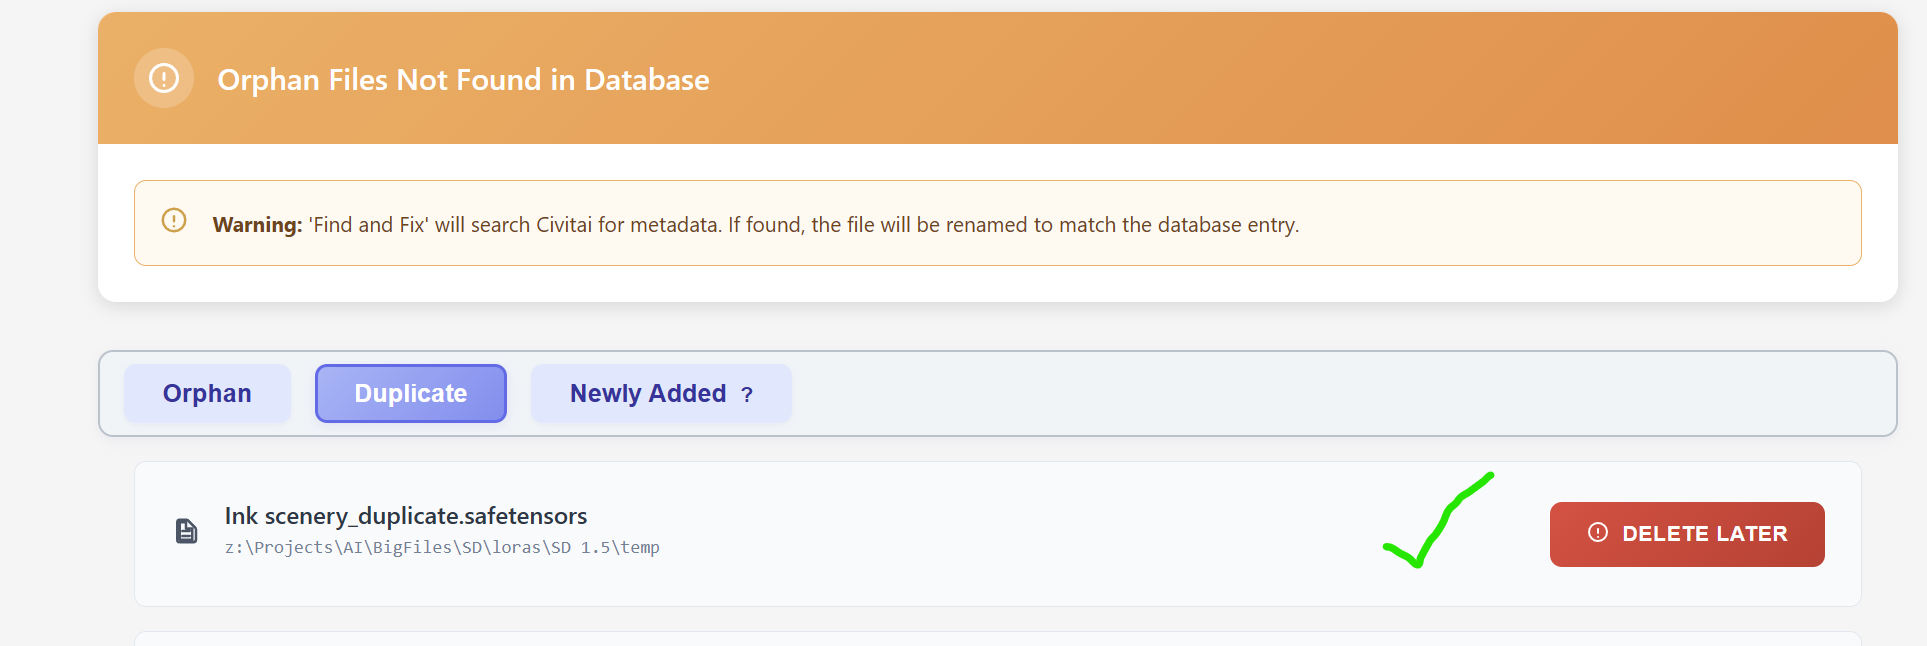 Orphan Files Not Found in Database
Warning: 'Find and Fix' will search Civitai for metadata. If found, the file will be renamed to match the database entry.
Orphan
Duplicate
Newly Added ?
Ink scenery_duplicate.safetensors
z:\Projects\AI\BigFiles\SD\loras\SD 1.5\temp
DELETE LATER